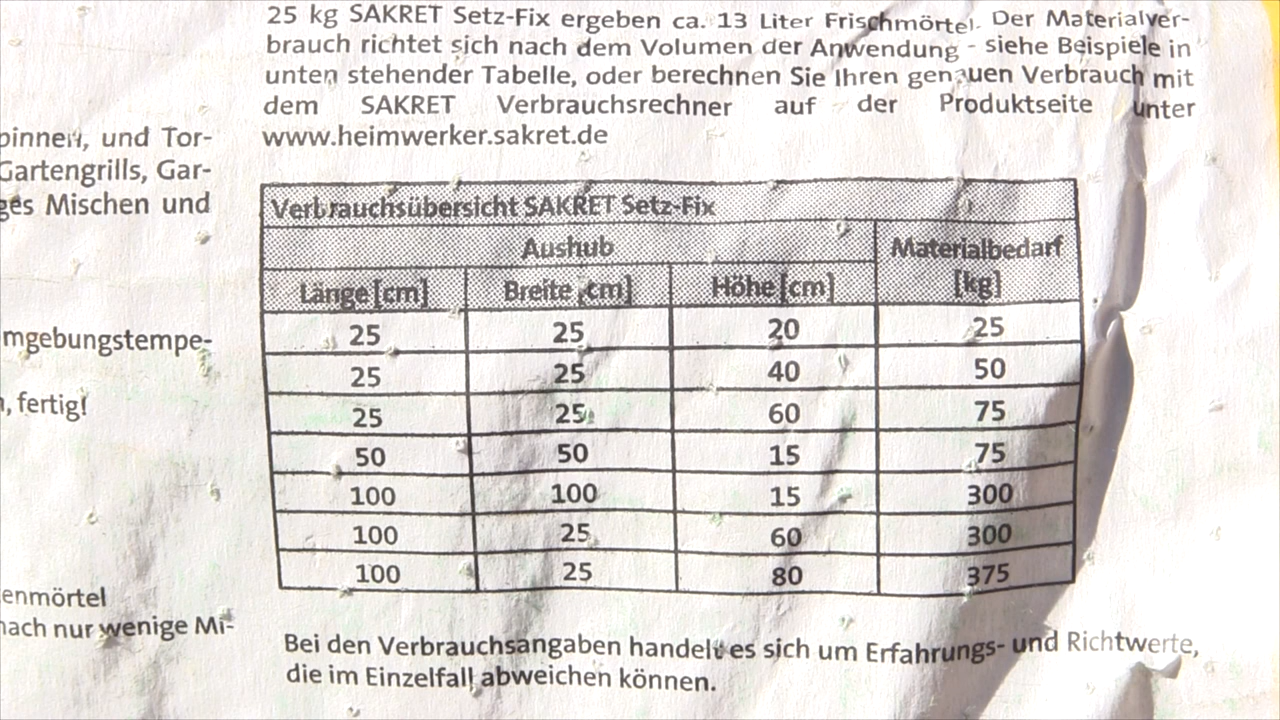 25 kg SAKRET Setz-Fix ergeben ca. 13 Liter Frischmörtel. Der Materialver-
brauch richtet sich nach dem Volumen der Anwendung - siehe Beispiele in
unten stehender Tabelle, oder berechnen Sie Ihren genauen Verbrauch mit
dem SAKRET Verbrauchsrechner auf der Produktseite unter
www.heimwerker.sakret.de
pinnen, und Tor-
Gartengrills, Gar-
ges Mischen und
mgebungstempe-
, fertig!
enmörtel
nach nur wenige Mi-
Verbrauchsübersicht SAKRET Setz-Fix
Aushub Materialbedarf
Länge [cm] Breite [cm] Höhe [cm] [kg]
25 25 20 25
25 25 40 50
25 25 60 75
50 50 15 75
100 100 15 300
100 25 60 300
100 25 80 375
Bei den Verbrauchsangaben handelt es sich um Erfahrungs- und Richtwerte,
die im Einzelfall abweichen können.